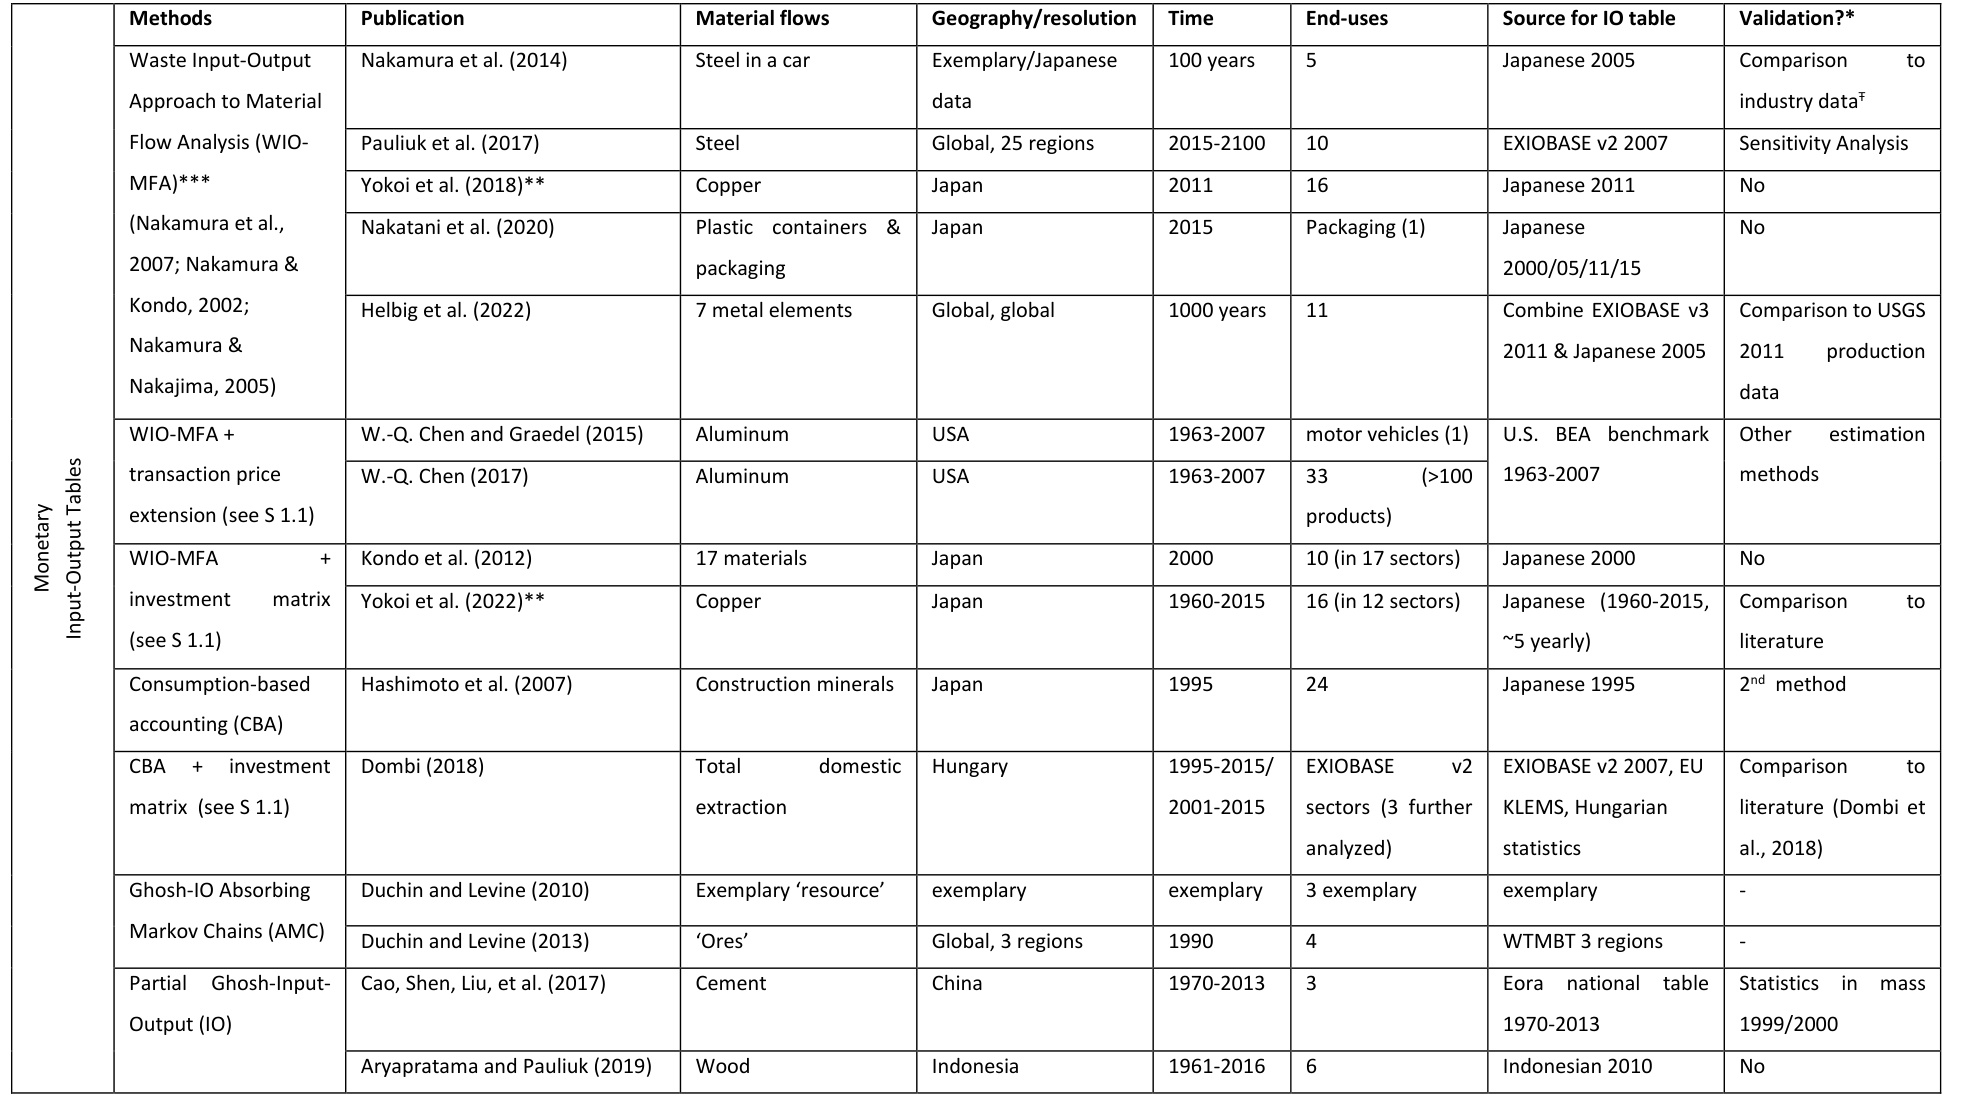 Methods
Publication
Material flows
Geography/resolution
Time
End-uses
Source for IO table
Validation?*
Monetary
Input-Output Tables
Waste Input-Output
Approach to Material
Flow Analysis (WIO-
MFA)***
(Nakamura et al.,
2007; Nakamura &
Kondo, 2002;
Nakamura &
Nakajima, 2005)
Nakamura et al. (2014)
Steel in a car
Exemplary/Japanese
data
100 years
5
Japanese 2005
Comparison to
industry data^Ŧ
Pauliuk et al. (2017)
Steel
Global, 25 regions
2015-2100
10
EXIOBASE v2 2007
Sensitivity Analysis
Yokoi et al. (2018)**
Copper
Japan
2011
16
Japanese 2011
No
Nakatani et al. (2020)
Plastic containers &
packaging
Japan
2015
Packaging (1)
Japanese
2000/05/11/15
No
Helbig et al. (2022)
7 metal elements
Global, global
1000 years
11
Combine EXIOBASE v3
2011 & Japanese 2005
Comparison to USGS
2011 production
data
WIO-MFA +
transaction price
extension (see S 1.1)
W.-Q. Chen and Graedel (2015)
Aluminum
USA
1963-2007
motor vehicles (1)
U.S. BEA benchmark
1963-2007
Other estimation
methods
W.-Q. Chen (2017)
Aluminum
USA
1963-2007
33 (>100
products)
WIO-MFA +
investment matrix
(see S 1.1)
Kondo et al. (2012)
17 materials
Japan
2000
10 (in 17 sectors)
Japanese 2000
No
Yokoi et al. (2022)**
Copper
Japan
1960-2015
16 (in 12 sectors)
Japanese (1960-2015,
~5 yearly)
Comparison to
literature
Consumption-based
accounting (CBA)
Hashimoto et al. (2007)
Construction minerals
Japan
1995
24
Japanese 1995
2nd method
CBA + investment
matrix (see S 1.1)
Dombi (2018)
Total domestic
extraction
Hungary
1995-2015/
2001-2015
EXIOBASE v2
sectors (3 further
analyzed)
EXIOBASE v2 2007, EU
KLEMS, Hungarian
statistics
Comparison to
literature (Dombi et
al., 2018)
Ghosh-IO Absorbing
Markov Chains (AMC)
Duchin and Levine (2010)
Exemplary ‘resource’
exemplary
exemplary
3 exemplary
exemplary
-
Duchin and Levine (2013)
‘Ores’
Global, 3 regions
1990
4
WTMBT 3 regions
-
Partial Ghosh-Input-
Output (IO)
Cao, Shen, Liu, et al. (2017)
Cement
China
1970-2013
3
Eora national table
1970-2013
Statistics in mass
1999/2000
Aryapratama and Pauliuk (2019)
Wood
Indonesia
1961-2016
6
Indonesian 2010
No